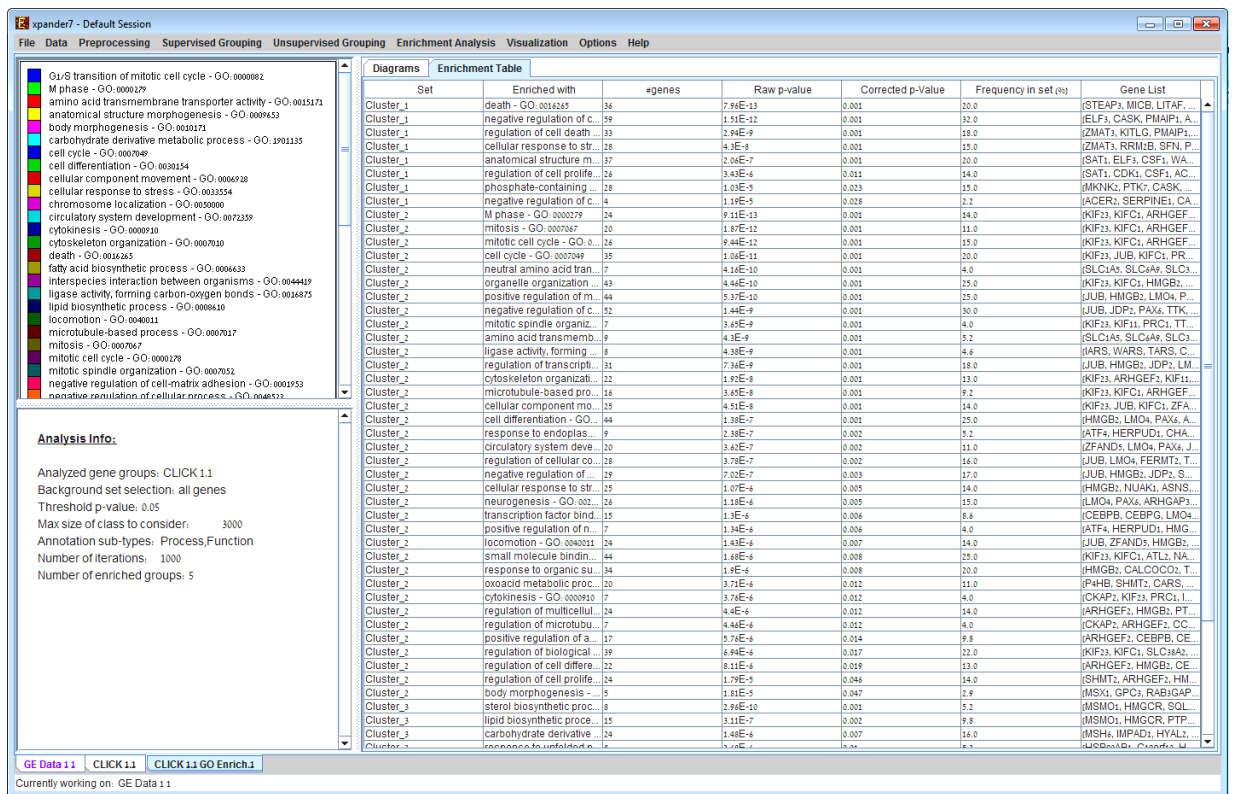 xpander7 - Default Session
File Data Preprocessing Supervised Grouping Unsupervised Grouping Enrichment Analysis Visualization Options Help
G1/S transition of mitotic cell cycle - GO:0000082
M phase - GO:0000279
amino acid transmembrane transporter activity - GO:0015171
anatomical structure morphogenesis - GO:0009653
body morphogenesis - GO:0010171
carbohydrate derivative metabolic process - GO:1901135
cell cycle - GO:0007049
cell differentiation - GO:0030154
cellular component movement - GO:0006928
cellular response to stress - GO:0033554
chromosome localization - GO:0050000
circulatory system development - GO:0072359
cytokinesis - GO:0000910
cytoskeleton organization - GO:0007010
death - GO:0016265
fatty acid biosynthetic process - GO:0006633
interspecies interaction between organisms - GO:0044419
ligase activity, forming carbon-oxygen bonds - GO:0016875
lipid biosynthetic process - GO:0008610
locomotion - GO:0040011
microtubule-based process - GO:0007017
mitosis - GO:0007067
mitotic cell cycle - GO:0000278
mitotic spindle organization - GO:0007052
negative regulation of cell-matrix adhesion - GO:0001953
negative regulation of cellular process - GO:0048523
Analysis Info:
Analyzed gene groups: CLICK 1.1
Background set selection: all genes
Threshold p-value: 0.05
Max size of class to consider: 3000
Annotation sub-types: Process,Function
Number of iterations: 1000
Number of enriched groups: 5
Diagrams Enrichment Table
Set Enriched with #genes Raw p-value Corrected p-Value Frequency in set (%) Gene List
Cluster_1 death - GO:0016265 36 7.96E-13 0.001 20.0 [STEAP3, MICB, LITAF, ...
Cluster_1 negative regulation of c... 59 1.51E-12 0.001 32.0 [ELF3, CASK, PMAIP1, A...
Cluster_1 regulation of cell death ... 33 2.94E-9 0.001 18.0 [ZMAT3, KITLG, PMAIP1,...
Cluster_1 cellular response to str... 28 4.3E-8 0.001 15.0 [ZMAT3, RRM2B, SFN, P...
Cluster_1 anatomical structure m... 37 2.06E-7 0.001 20.0 [SAT1, ELF3, CSF1, WA...
Cluster_1 regulation of cell prolife... 26 3.43E-6 0.011 14.0 [SAT1, CDK1, CSF1, AC...
Cluster_1 phosphate-containing ... 28 1.03E-5 0.023 15.0 [MKNK2, PTK7, CASK, ...
Cluster_1 negative regulation of c... 4 1.19E-5 0.028 2.2 [ACER2, SERPINE1, CA...
Cluster_2 M phase - GO:0000279 24 9.11E-13 0.001 14.0 [KIF23, KIFC1, ARHGEF...
Cluster_2 mitosis - GO:0007067 20 1.87E-12 0.001 11.0 [KIF23, KIFC1, ARHGEF...
Cluster_2 mitotic cell cycle - GO:0... 26 9.44E-12 0.001 15.0 [KIF23, KIFC1, ARHGEF...
Cluster_2 cell cycle - GO:0007049 35 1.06E-11 0.001 20.0 [KIF23, JUB, KIFC1, PR...
Cluster_2 neutral amino acid tran... 7 4.16E-10 0.001 4.0 [SLC1A5, SLC6A9, SLC3...
Cluster_2 organelle organization ... 43 4.46E-10 0.001 25.0 [KIF23, KIFC1, HMGB2, ...
Cluster_2 positive regulation of m... 44 5.37E-10 0.001 25.0 [JUB, HMGB2, LMO4, P...
Cluster_2 negative regulation of c... 52 1.44E-9 0.001 30.0 [JUB, JDP2, PAX6, TTK, ...
Cluster_2 mitotic spindle organiz... 7 3.65E-9 0.001 4.0 [KIF23, KIF11, PRC1, TT...
Cluster_2 amino acid transmemb... 9 4.3E-9 0.001 5.2 [SLC1A5, SLC6A9, SLC3...
Cluster_2 ligase activity, forming ... 8 4.38E-9 0.001 4.6 [IARS, WARS, TARS, C...
Cluster_2 regulation of transcripti... 31 7.36E-9 0.001 18.0 [JUB, HMGB2, JDP2, LM...
Cluster_2 cytoskeleton organizati... 22 1.92E-8 0.001 13.0 [KIF23, ARHGEF2, KIF11,...
Cluster_2 microtubule-based pro... 16 3.65E-8 0.001 9.2 [KIF23, KIFC1, ARHGEF...
Cluster_2 cellular component mo... 25 4.51E-8 0.001 14.0 [KIF23, JUB, KIFC1, ZFA...
Cluster_2 cell differentiation - GO... 44 1.38E-7 0.001 25.0 [HMGB2, LMO4, PAX6, A...
Cluster_2 response to endoplas... 9 2.38E-7 0.002 5.2 [ATF4, HERPUD1, CHA...
Cluster_2 circulatory system deve... 20 3.62E-7 0.002 11.0 [ZFAND5, LMO4, PAX6, J...
Cluster_2 regulation of cellular co... 28 3.78E-7 0.002 16.0 [JUB, LMO4, FERMT2, T...
Cluster_2 negative regulation of ... 29 7.02E-7 0.003 17.0 [JUB, HMGB2, JDP2, S...
Cluster_2 cellular response to str... 25 1.07E-6 0.005 14.0 [HMGB2, NUAK1, ASNS,...
Cluster_2 neurogenesis - GO:002... 26 1.18E-6 0.005 15.0 [LMO4, PAX6, ARHGAP3...
Cluster_2 transcription factor bind... 15 1.3E-6 0.006 8.6 [CEBPB, CEBPG, LMO4...
Cluster_2 positive regulation of n... 7 1.34E-6 0.006 4.0 [ATF4, HERPUD1, HMG...
Cluster_2 locomotion - GO:0040011 24 1.43E-6 0.007 14.0 [JUB, ZFAND5, HMGB2, ...
Cluster_2 small molecule bindin... 44 1.68E-6 0.008 25.0 [KIF23, KIFC1, ATL2, NA...
Cluster_2 response to organic su... 34 1.9E-6 0.008 20.0 [HMGB2, CALCOCO2, T...
Cluster_2 oxoacid metabolic proc... 20 3.71E-6 0.012 11.0 [P4HB, SHMT2, CARS, ...
Cluster_2 cytokinesis - GO:0000910 7 3.76E-6 0.012 4.0 [CKAP2, KIF23, PRC1, I...
Cluster_2 regulation of multicellul... 24 4.4E-6 0.012 14.0 [ARHGEF2, HMGB2, PT...
Cluster_2 regulation of microtubu... 7 4.46E-6 0.012 4.0 [CKAP2, ARHGEF2, CC...
Cluster_2 positive regulation of a... 17 5.76E-6 0.014 9.8 [ARHGEF2, CEBPB, CE...
Cluster_2 regulation of biological ... 39 6.94E-6 0.017 22.0 [KIF23, KIFC1, SLC38A2, ...
Cluster_2 regulation of cell differe... 22 8.11E-6 0.019 13.0 [ARHGEF2, HMGB2, CE...
Cluster_2 regulation of cell prolife... 24 1.79E-5 0.046 14.0 [SHMT2, ARHGEF2, HM...
Cluster_2 body morphogenesis - ... 5 1.81E-5 0.047 2.9 [MSX1, GPC3, RAB3GAP...
Cluster_3 sterol biosynthetic proc... 8 2.96E-10 0.001 5.2 [MSMO1, HMGCR, SQL...
Cluster_3 lipid biosynthetic proce... 15 3.11E-7 0.002 9.8 [MSMO1, HMGCR, PTP...
Cluster_3 carbohydrate derivative ... 24 1.48E-6 0.007 16.0 [MSH6, IMPAD1, HYAL2, ...
Cluster_3 response to unfolded p...
GE Data 1 1 CLICK 1.1 CLICK 1.1 GO Enrich.1
Currently working on: GE Data 1 1